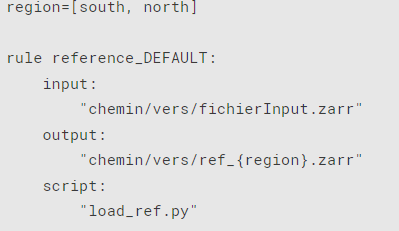 region=[south, north]
rule reference_DEFAULT:
    input:
        "chemin/vers/fichierInput.zarr"
    output:
        "chemin/vers/ref_{region}.zarr"
    script:
        "load_ref.py"